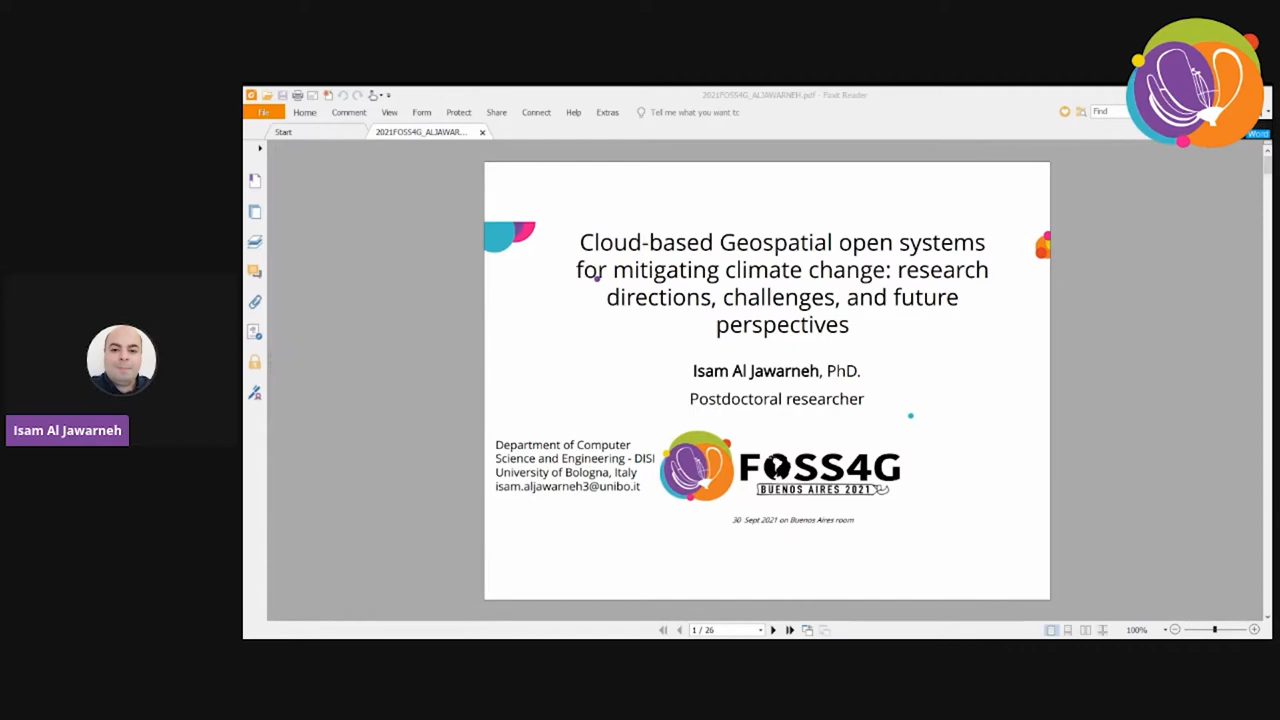 2021FOSS4G_ALJAWARNEH.pdf - Foxit Reader
File Home Comment View Form Protect Share Connect Help Extras Tell me what you want tc Find
Start 2021FOSS4G_ALJAWAR...
Word
Cloud-based Geospatial open systems
for mitigating climate change: research
directions, challenges, and future
perspectives
Isam Al Jawarneh, PhD.
Postdoctoral researcher
Isam Al Jawarneh
Department of Computer
Science and Engineering - DISI
University of Bologna, Italy
isam.aljawarneh3@unibo.it
FOSS4G
BUENOS AIRES 2021
30 Sept 2021 on Buenos Aires room
1 / 26
100%